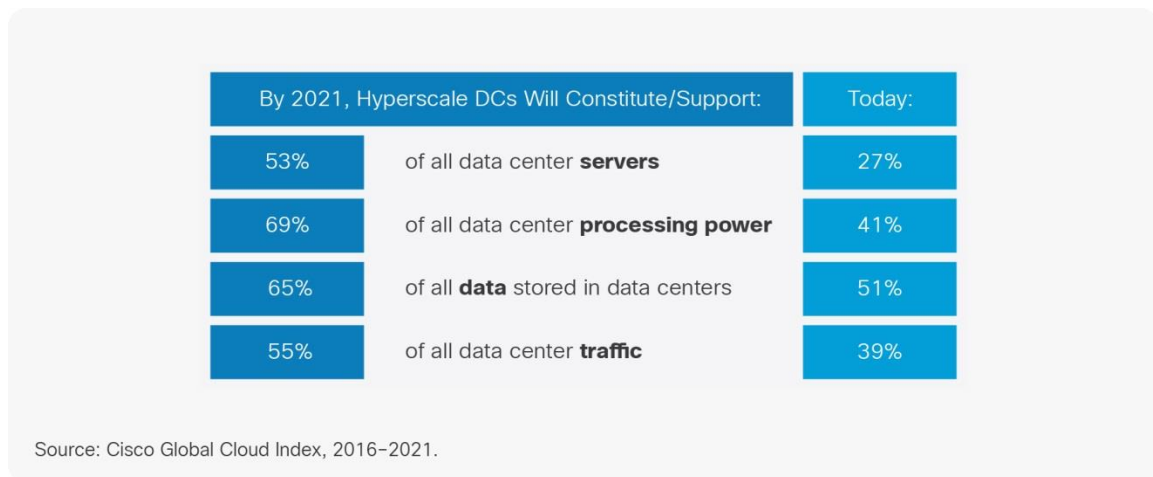 By 2021, Hyperscale DCs Will Constitute/Support: Today:
53% of all data center servers 27%
69% of all data center processing power 41%
65% of all data stored in data centers 51%
55% of all data center traffic 39%
Source: Cisco Global Cloud Index, 2016–2021.